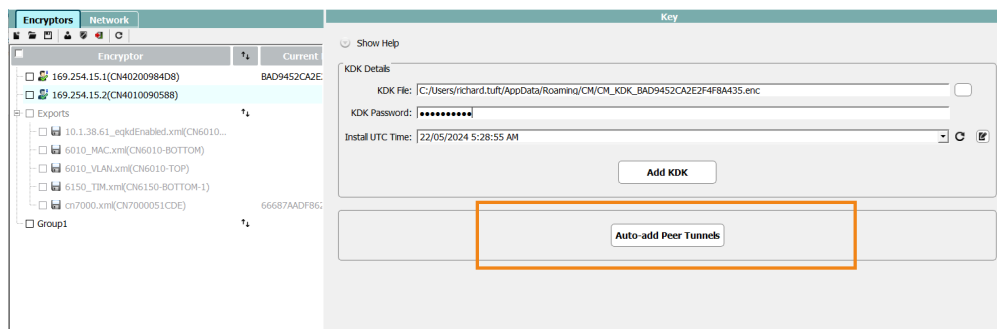 Encryptors Network
Encryptor Current
169.254.15.1(CN40200984D8) BAD9452CA2E
169.254.15.2(CN4010090588)
Exports
10.1.38.61_eqkdEnabled.xml(CN6010...
6010_MAC.xml(CN6010-BOTTOM)
6010_VLAN.xml(CN6010-TOP)
6150_TIM.xml(CN6150-BOTTOM-1)
cn7000.xml(CN7000051CDE) 66687AADF862
Group1
Key
Show Help
KDK Details
KDK File: C:/Users/richard.tuft/AppData/Roaming/CM/CM_KDK_BAD9452CA2E2F4F8A435.enc
KDK Password: ●●●●●●●●●●
Install UTC Time: 22/05/2024 5:28:55 AM
Add KDK
Auto-add Peer Tunnels